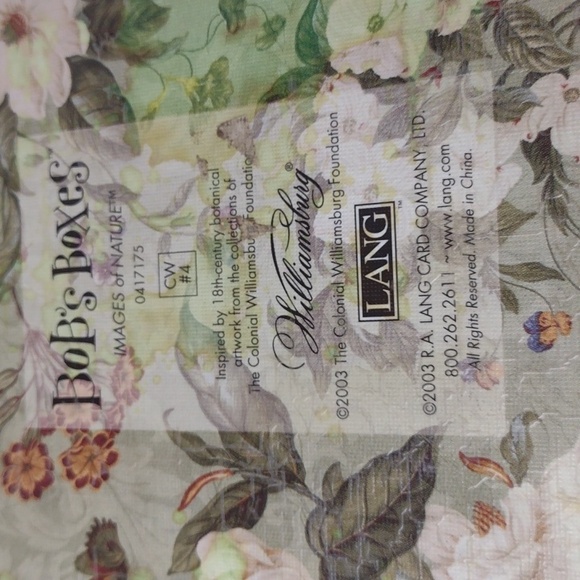 BOB'S BOXES™
IMAGES of NATURE™
0417175
CW
#4
Inspired by 18th-century botanical
artwork from the collections of
The Colonial Williamsburg Foundation
Williamsburg®
©2003 The Colonial Williamsburg Foundation
LANG™
©2003 R.A. LANG CARD COMPANY, LTD.
800.262.2611 ~ www.lang.com
All Rights Reserved. Made in China.